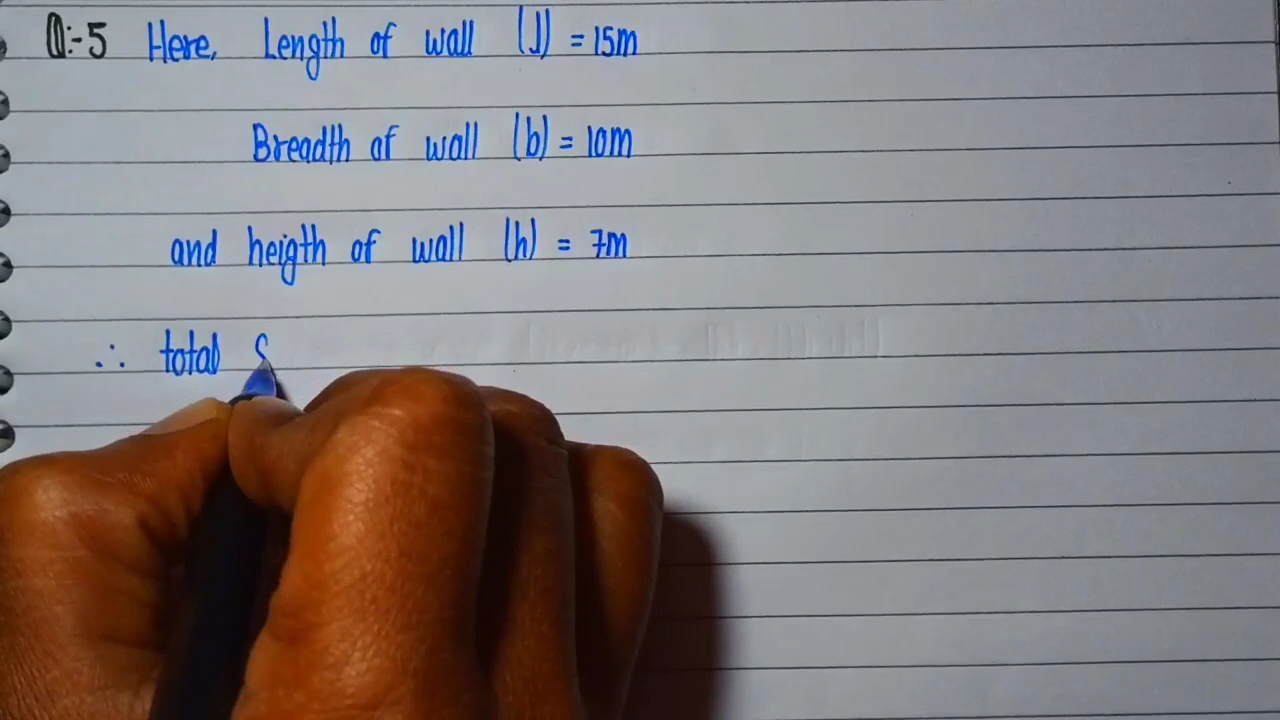 Q:-5 Here, Length of wall (l) = 15m
Breadth of wall (b) = 10m
and heigth of wall (h) = 7m
∴ total S